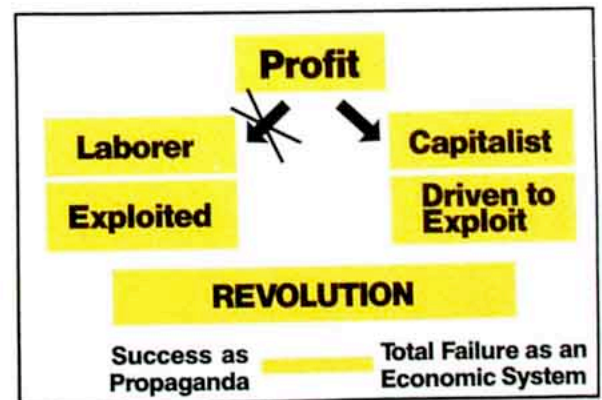 Profit
Laborer
Capitalist
Exploited
Driven to
Exploit
REVOLUTION
Success as
Propaganda
Total Failure as an
Economic System